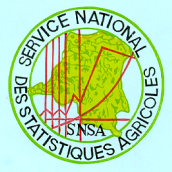 SERVICE NATIONAL
DES STATISTIQUES AGRICOLES
SNSA